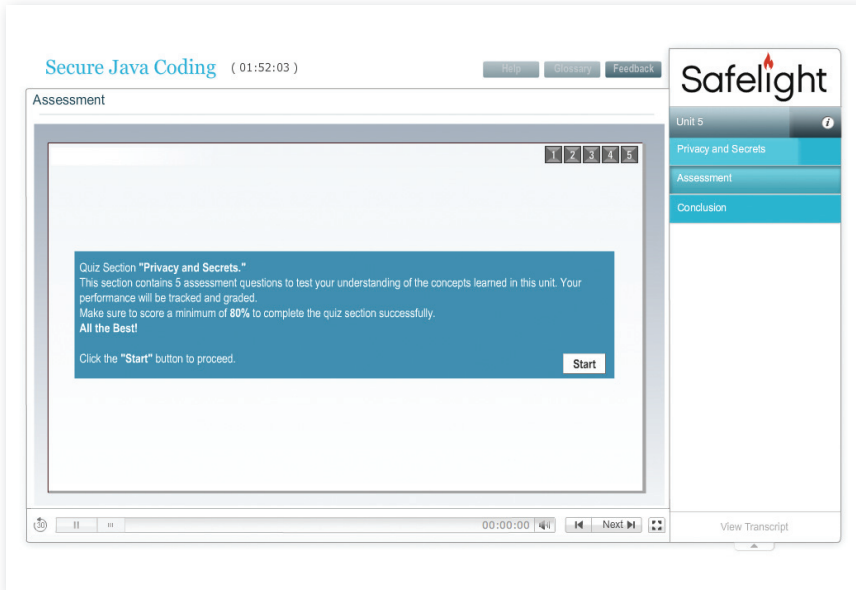 Secure Java Coding ( 01:52:03 )
Help Glossary Feedback
Safelight
Assessment
Unit 5 i
Privacy and Secrets
Assessment
Conclusion
1 2 3 4 5
Quiz Section "Privacy and Secrets."
This section contains 5 assessment questions to test your understanding of the concepts learned in this unit. Your
performance will be tracked and graded.
Make sure to score a minimum of 80% to complete the quiz section successfully.
All the Best!
Click the "Start" button to proceed.
Start
30 00:00:00 Next
View Transcript